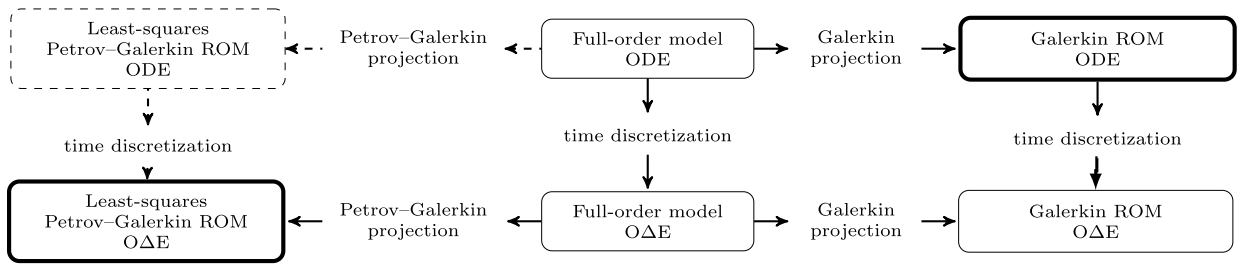 Least-squares
Petrov–Galerkin ROM
ODE
Petrov–Galerkin
projection
Full-order model
ODE
Galerkin
projection
Galerkin ROM
ODE
time discretization
time discretization
time discretization
Least-squares
Petrov–Galerkin ROM
OΔE
Petrov–Galerkin
projection
Full-order model
OΔE
Galerkin
projection
Galerkin ROM
OΔE